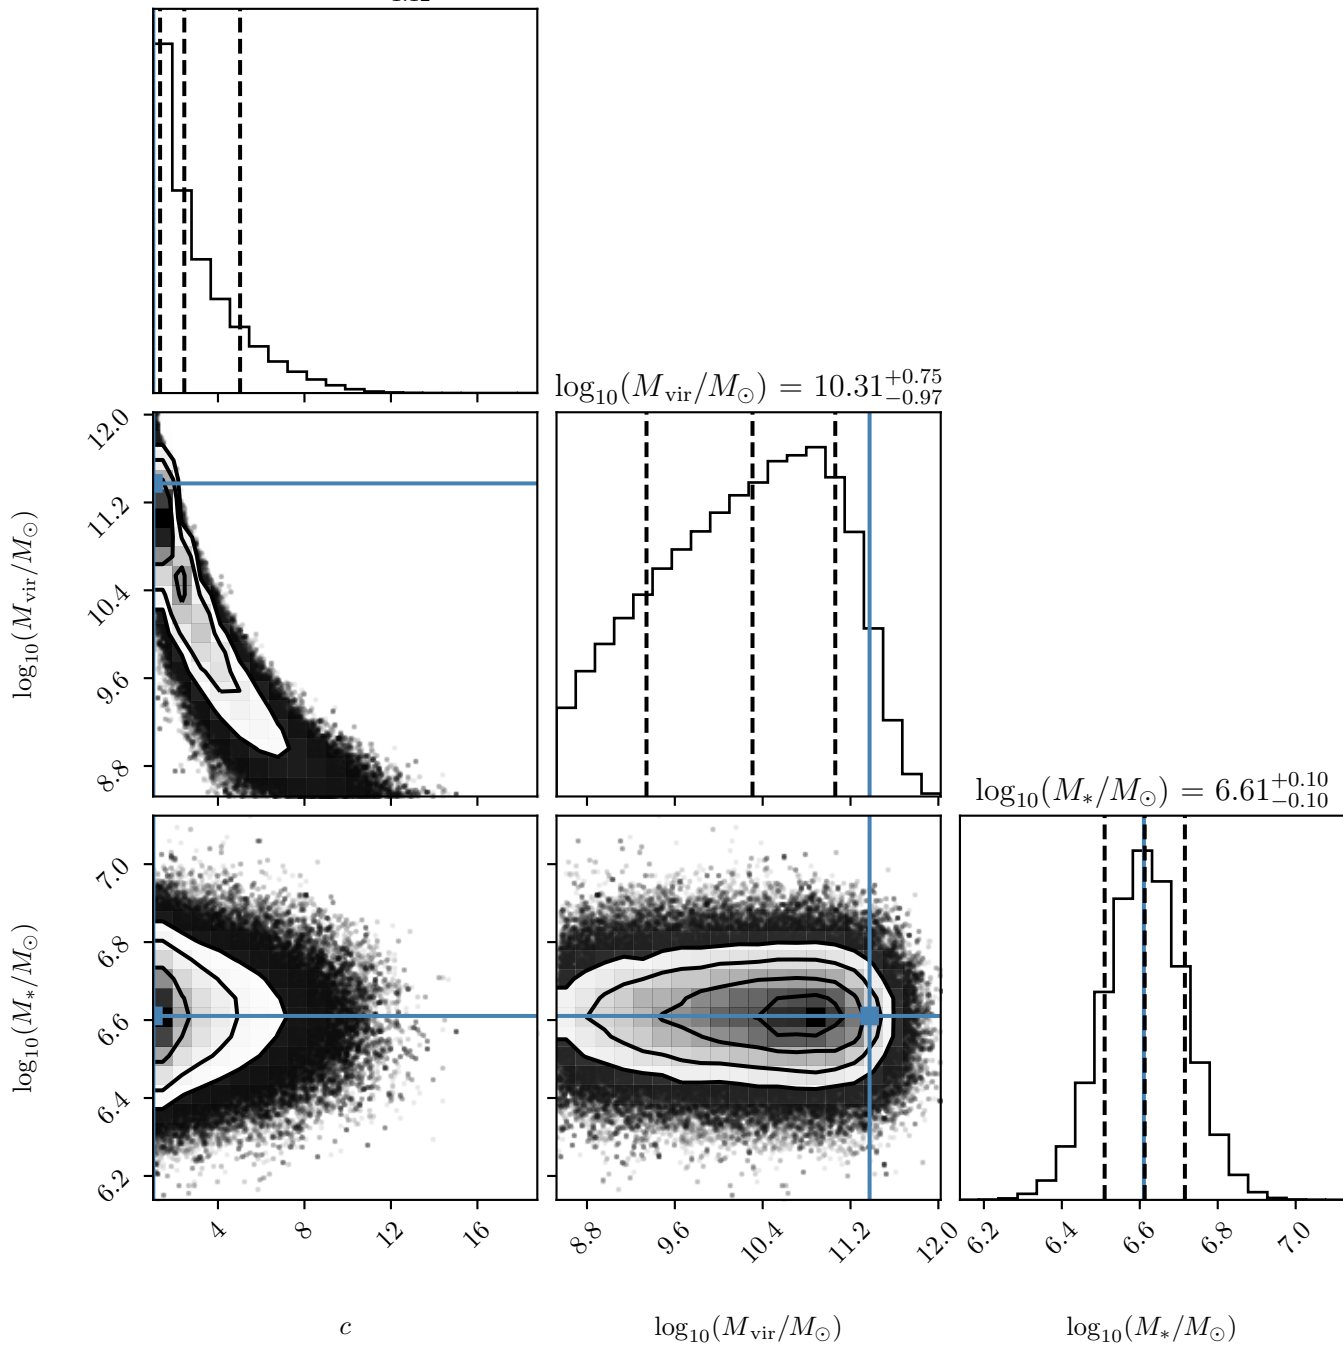 log₁₀(M_vir/M_⊙) = 10.31^{+0.75}_{−0.97}
12.0
11.2
10.4
9.6
8.8
log₁₀(M_vir/M_⊙)
log₁₀(M_*/M_⊙) = 6.61^{+0.10}_{−0.10}
7.0
6.8
6.6
6.4
6.2
log₁₀(M_*/M_⊙)
4 8 12 16
8.8 9.6 10.4 11.2 12.0
6.2 6.4 6.6 6.8 7.0
c
log₁₀(M_vir/M_⊙)
log₁₀(M_*/M_⊙)